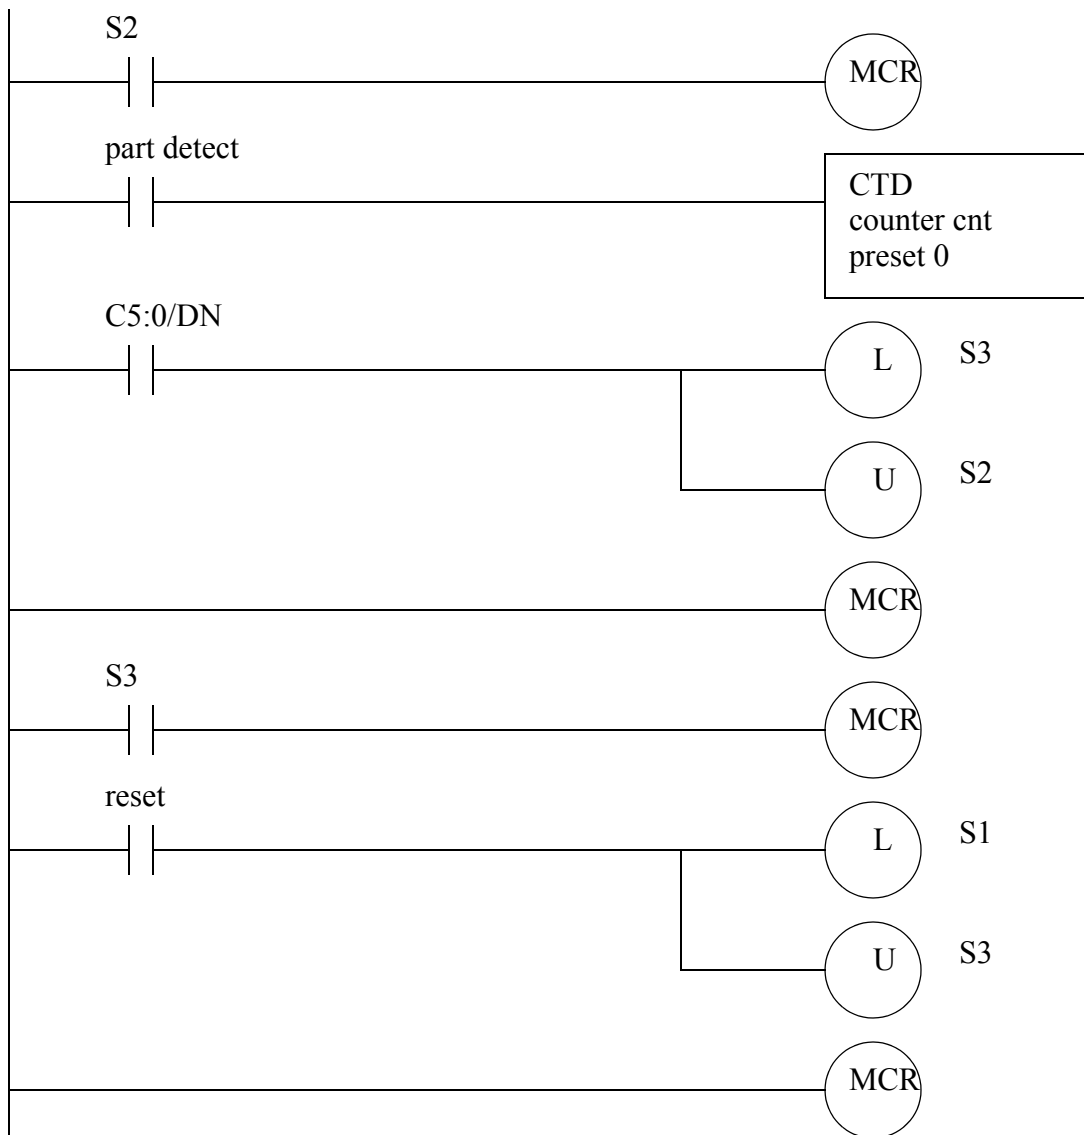 S2
MCR
part detect
CTD
counter cnt
preset 0
C5:0/DN
L S3
U S2
MCR
S3
MCR
reset
L S1
U S3
MCR